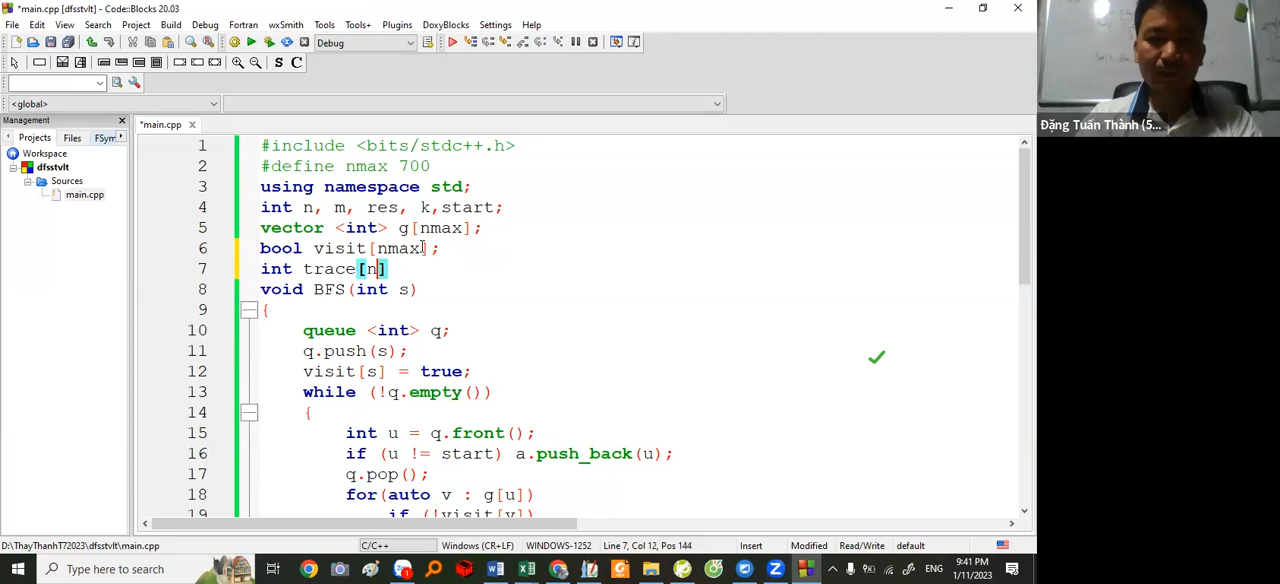 *main.cpp [dfsstvlt] - Code::Blocks 20.03
File Edit View Search Project Build Debug Fortran wxSmith Tools Tools+ Plugins DoxyBlocks Settings Help
Debug
S C
<global>
Management
Projects Files FSym
Workspace
dfsstvlt
Sources
main.cpp
*main.cpp
1 #include <bits/stdc++.h>
2 #define nmax 700
3 using namespace std;
4 int n, m, res, k,start;
5 vector <int> g[nmax];
6 bool visit[nmax];
7 int trace[n]
8 void BFS(int s)
9 {
10 queue <int> q;
11 q.push(s);
12 visit[s] = true;
13 while (!q.empty())
14 {
15 int u = q.front();
16 if (u != start) a.push_back(u);
17 q.pop();
18 for(auto v : g[u])
19 if (!visit[v])
Đặng Tuấn Thành (5...
D:\ThayThanhT72023\dfsstvlt\main.cpp C/C++ Windows (CR+LF) WINDOWS-1252 Line 7, Col 12, Pos 144 Insert Modified Read/Write default
Type here to search
ENG
9:41 PM
1/11/2023